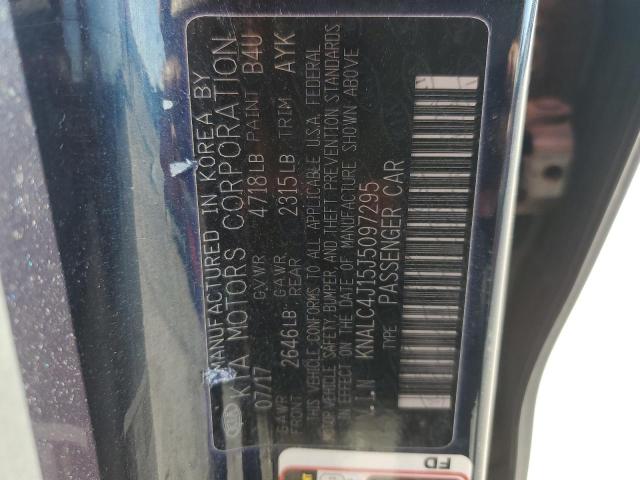 MANUFACTURED IN KOREA BY
KIA KIA MOTORS CORPORATION
07/17 GVWR 4718LB PAINT B4U
GAWR FRONT 2646LB GAWR REAR 2315LB TRIM AYK
THIS VEHICLE CONFORMS TO ALL APPLICABLE U.S.A. FEDERAL
MOTOR VEHICLE SAFETY, BUMPER, AND THEFT PREVENTION STANDARDS
IN EFFECT ON THE DATE OF MANUFACTURE SHOWN ABOVE
V.I.N KNALC4J15J5097295
TYPE PASSENGER CAR
FD